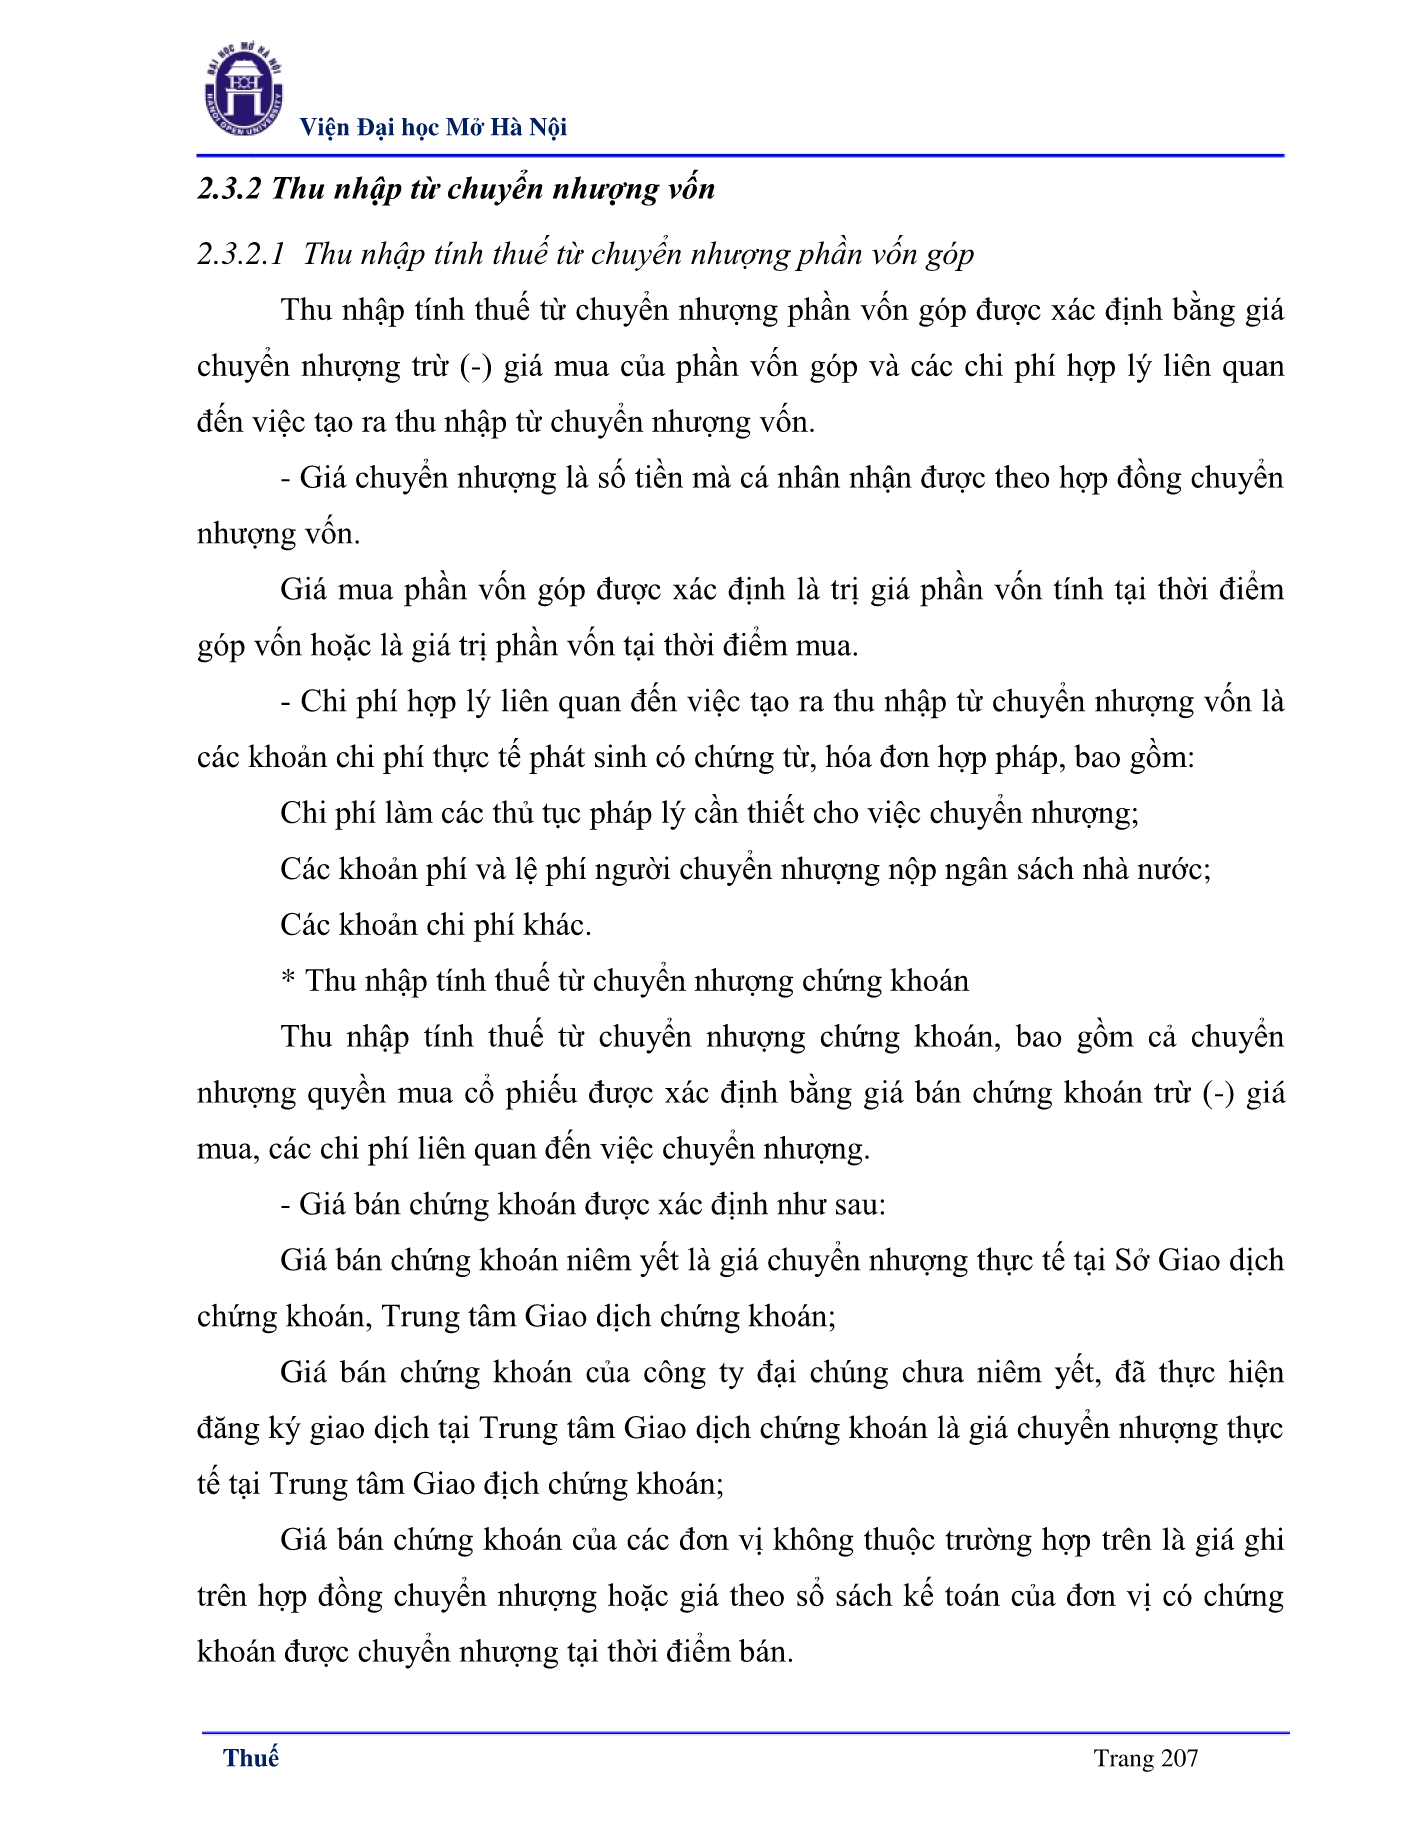 ĐẠI HỌC MỞ HÀ NỘI
HANOI OPEN UNIVERSITY
Viện Đại học Mở Hà Nội
2.3.2 Thu nhập từ chuyển nhượng vốn
2.3.2.1 Thu nhập tính thuế từ chuyển nhượng phần vốn góp
Thu nhập tính thuế từ chuyển nhượng phần vốn góp được xác định bằng giá
chuyển nhượng trừ (-) giá mua của phần vốn góp và các chi phí hợp lý liên quan
đến việc tạo ra thu nhập từ chuyển nhượng vốn.
- Giá chuyển nhượng là số tiền mà cá nhân nhận được theo hợp đồng chuyển
nhượng vốn.
Giá mua phần vốn góp được xác định là trị giá phần vốn tính tại thời điểm
góp vốn hoặc là giá trị phần vốn tại thời điểm mua.
- Chi phí hợp lý liên quan đến việc tạo ra thu nhập từ chuyển nhượng vốn là
các khoản chi phí thực tế phát sinh có chứng từ, hóa đơn hợp pháp, bao gồm:
Chi phí làm các thủ tục pháp lý cần thiết cho việc chuyển nhượng;
Các khoản phí và lệ phí người chuyển nhượng nộp ngân sách nhà nước;
Các khoản chi phí khác.
* Thu nhập tính thuế từ chuyển nhượng chứng khoán
Thu nhập tính thuế từ chuyển nhượng chứng khoán, bao gồm cả chuyển
nhượng quyền mua cổ phiếu được xác định bằng giá bán chứng khoán trừ (-) giá
mua, các chi phí liên quan đến việc chuyển nhượng.
- Giá bán chứng khoán được xác định như sau:
Giá bán chứng khoán niêm yết là giá chuyển nhượng thực tế tại Sở Giao dịch
chứng khoán, Trung tâm Giao dịch chứng khoán;
Giá bán chứng khoán của công ty đại chúng chưa niêm yết, đã thực hiện
đăng ký giao dịch tại Trung tâm Giao dịch chứng khoán là giá chuyển nhượng thực
tế tại Trung tâm Giao địch chứng khoán;
Giá bán chứng khoán của các đơn vị không thuộc trường hợp trên là giá ghi
trên hợp đồng chuyển nhượng hoặc giá theo sổ sách kế toán của đơn vị có chứng
khoán được chuyển nhượng tại thời điểm bán.
Thuế
Trang 207